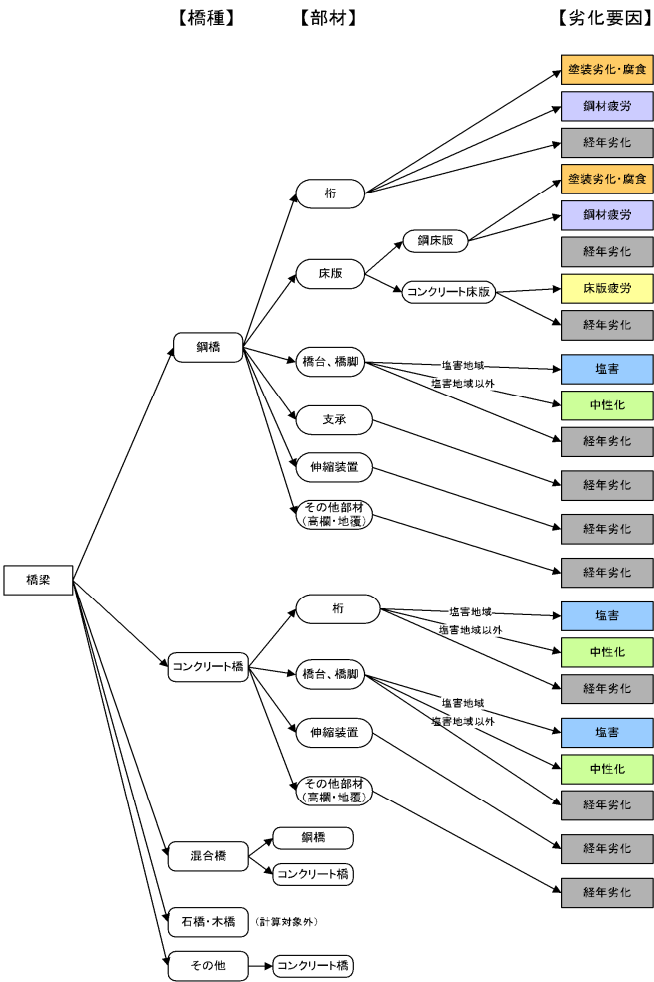 【橋種】 【部材】 【劣化要因】
塗装劣化・腐食
鋼材疲労
経年劣化
桁
塗装劣化・腐食
鋼材疲労
鋼床版
経年劣化
床版
コンクリート床版
床版疲労
経年劣化
鋼橋
橋台、橋脚
塩害地域
塩害
塩害地域以外
中性化
経年劣化
支承
経年劣化
伸縮装置
経年劣化
その他部材
(高欄・地覆)
経年劣化
橋梁
桁
塩害地域
塩害
塩害地域以外
中性化
経年劣化
コンクリート橋
橋台、橋脚
塩害地域
塩害
塩害地域以外
中性化
経年劣化
伸縮装置
経年劣化
その他部材
(高欄・地覆)
経年劣化
混合橋
鋼橋
コンクリート橋
石橋・木橋 (計算対象外)
その他
コンクリート橋